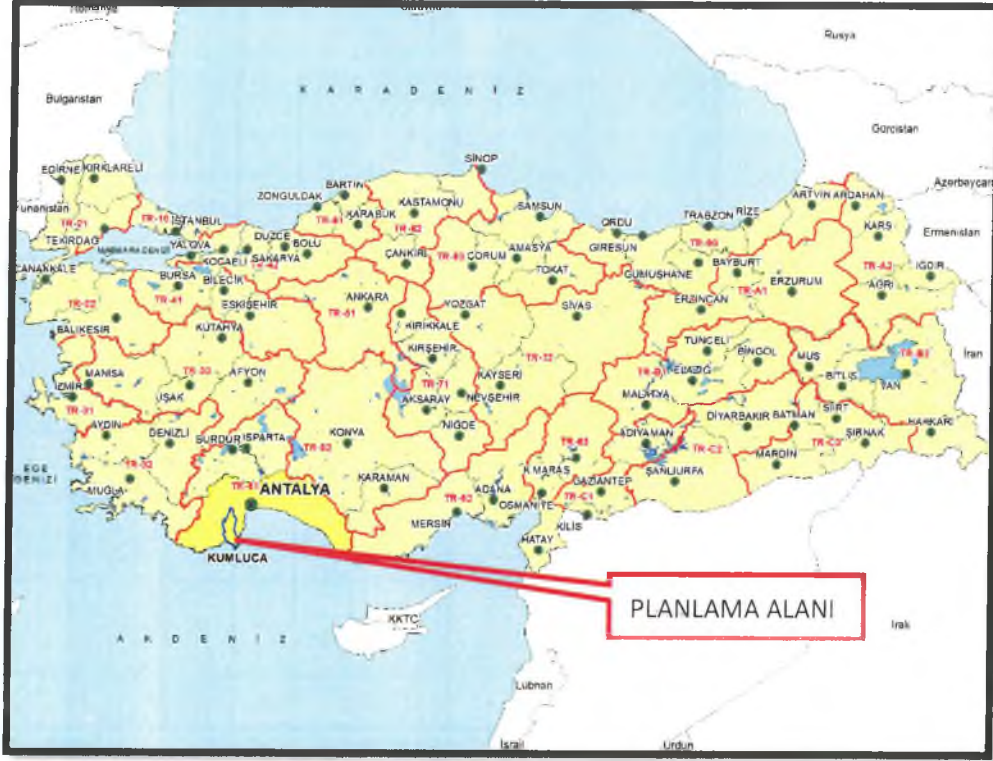 Romanya
Rusya
Bulgaristan
K A R A D E N İ Z
Gürcistan
SİNOP
EDİRNE KIRKLARELİ
BARTIN
ZONGULDAK
KASTAMONU
SAMSUN
ARTVİN ARDAHAN
Azerbeycan
Yunanistan
TR-21
TR-10
İSTANBUL
TR-81
KARABÜK
TR-82
ORDU
TRABZON
RİZE
KARS
Ermenistan
TEKİRDAĞ
MARMARA DENİZİ
YALOVA
KOCAELİ
DÜZCE
SAKARYA
BOLU
TR-42
ÇANKIRI
TR-83
ÇORUM
AMASYA
TOKAT
GİRESUN
TR-90
GÜMÜŞHANE
BAYBURT
TR-A2
IĞDIR
AĞRI
ÇANAKKALE
TR-22
BURSA
TR-41
BİLECİK
ESKİŞEHİR
ANKARA
TR-51
KIRIKKALE
YOZGAT
SİVAS
ERZİNCAN
TR-A1
ERZURUM
BALIKESİR
KÜTAHYA
KIRŞEHİR
TR-72
TUNCELİ
BİNGÖL
MUŞ
TR-B2
İran
MANİSA
TR-33
AFYON
UŞAK
İZMİR
TR-31
AKSARAY
TR-71
NEVŞEHİR
KAYSERİ
MALATYA
ELAZIĞ
BİTLİS
VAN
AYDIN
DENİZLİ
BURDUR
ISPARTA
KONYA
TR-52
NİĞDE
TR-63
ADIYAMAN
DİYARBAKIR
BATMAN
SİİRT
ŞIRNAK
HAKKARİ
EGE
DENİZİ
TR-32
MUĞLA
TR-61
ANTALYA
KARAMAN
K.MARAŞ
GAZİANTEP
ŞANLIURFA
TR-C2
MARDİN
TR-C3
ADANA
OSMANİYE
TR-C1
TR-62
MERSİN
KİLİS
HATAY
KUMLUCA
PLANLAMA ALANI
KKTC
Irak
A K D E N İ Z
Lübnan
İsrail
Ürdün